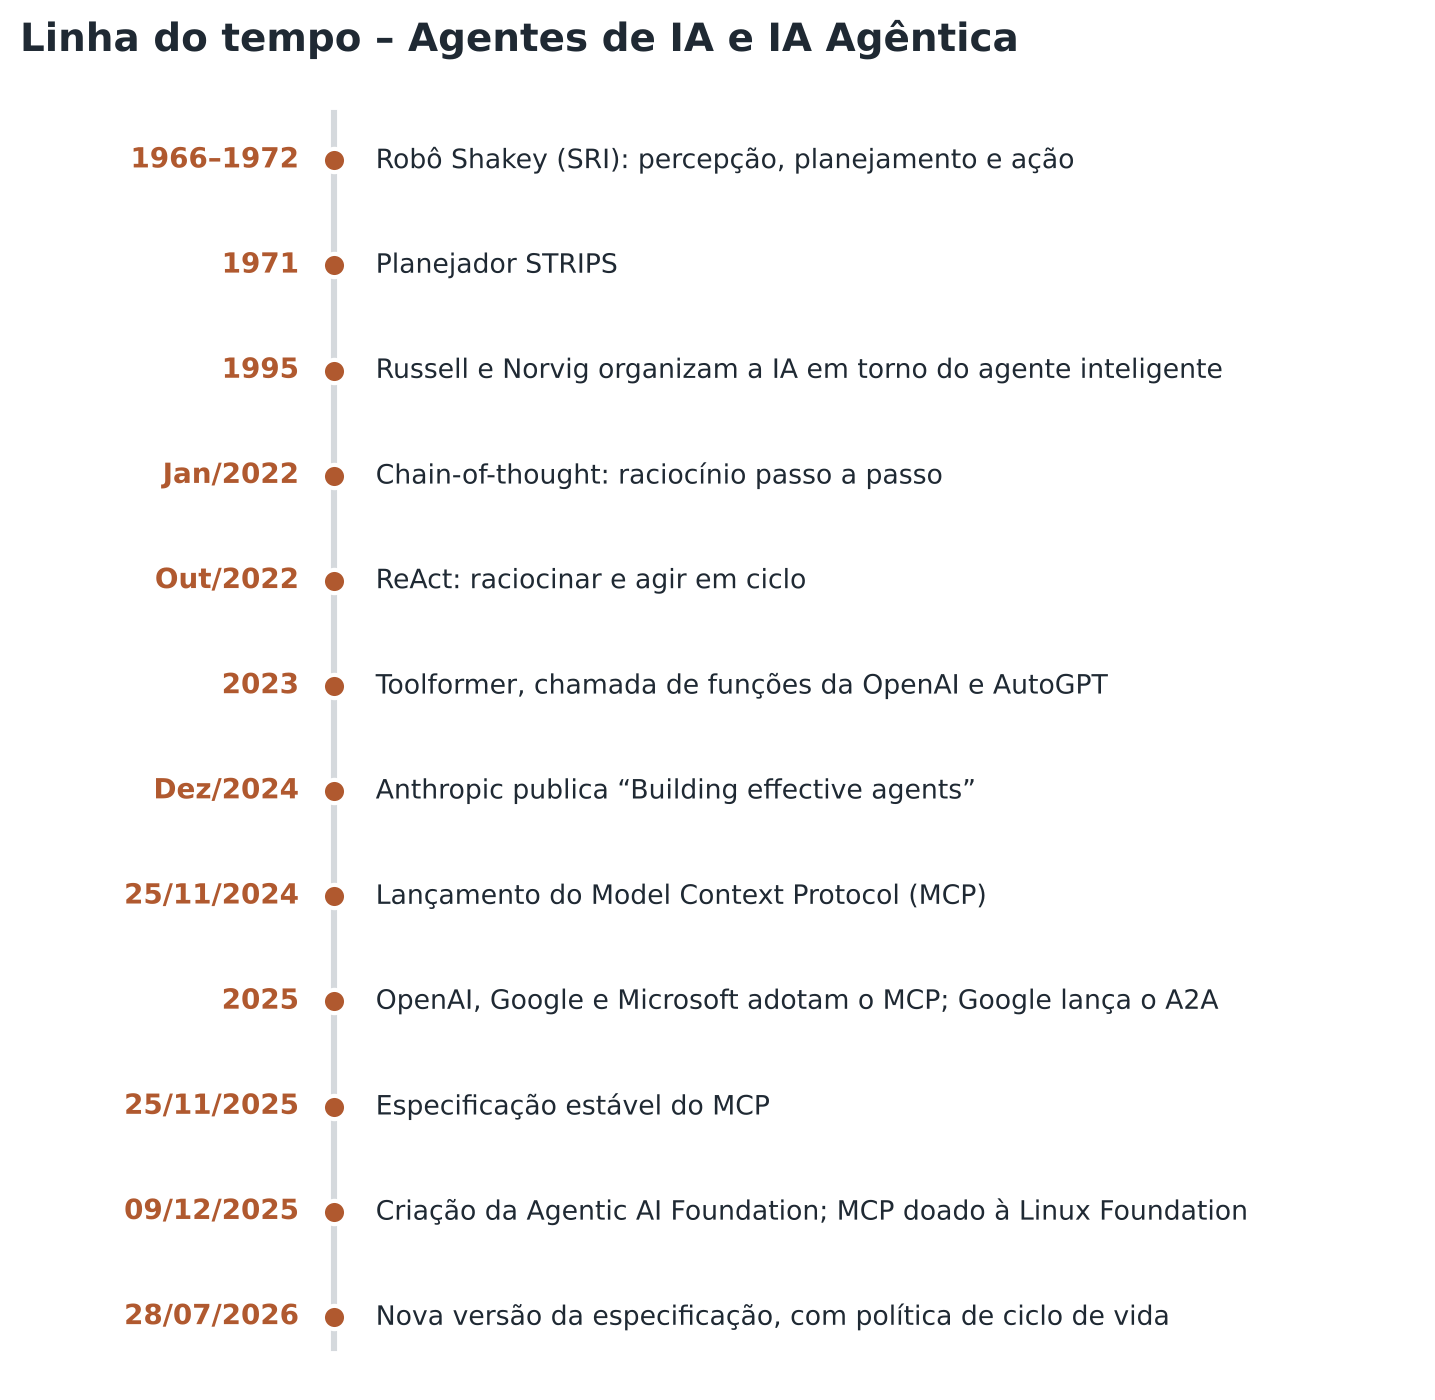 Linha do tempo – Agentes de IA e IA Agêntica
1966–1972 Robô Shakey (SRI): percepção, planejamento e ação
1971 Planejador STRIPS
1995 Russell e Norvig organizam a IA em torno do agente inteligente
Jan/2022 Chain-of-thought: raciocínio passo a passo
Out/2022 ReAct: raciocinar e agir em ciclo
2023 Toolformer, chamada de funções da OpenAI e AutoGPT
Dez/2024 Anthropic publica “Building effective agents”
25/11/2024 Lançamento do Model Context Protocol (MCP)
2025 OpenAI, Google e Microsoft adotam o MCP; Google lança o A2A
25/11/2025 Especificação estável do MCP
09/12/2025 Criação da Agentic AI Foundation; MCP doado à Linux Foundation
28/07/2026 Nova versão da especificação, com política de ciclo de vida